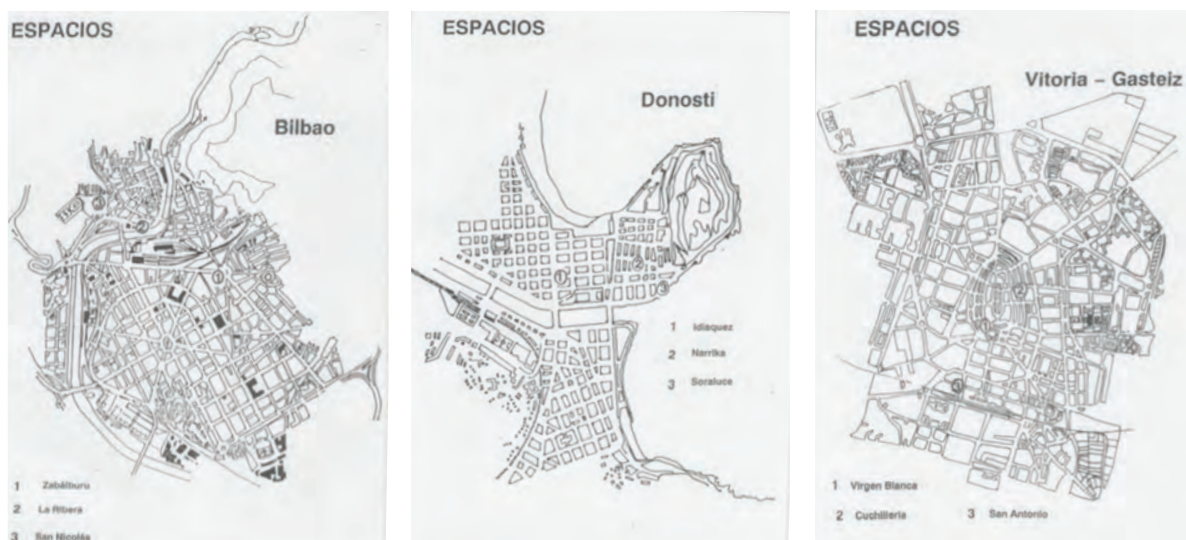 ESPACIOS
Bilbao
1 Zabálburu
2 La Ribera
3 San Nicolás
ESPACIOS
Donosti
1 Idiaquez
2 Narrika
3 Soraluce
ESPACIOS
Vitoria – Gasteiz
1 Virgen Blanca
2 Cuchilleria
3 San Antonio